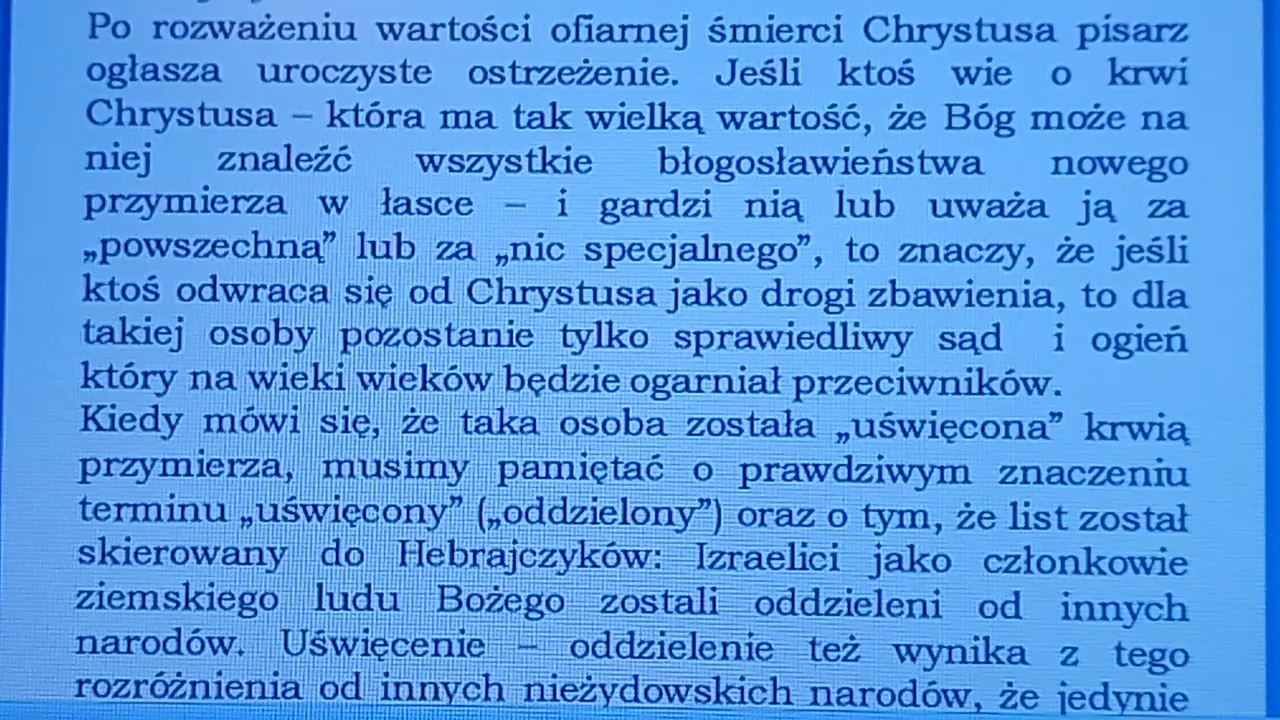 Po rozważeniu wartości ofiarnej śmierci Chrystusa pisarz
ogłasza uroczyste ostrzeżenie. Jeśli ktoś wie o krwi
Chrystusa – która ma tak wielką wartość, że Bóg może na
niej znaleźć wszystkie błogosławieństwa nowego
przymierza w łasce – i gardzi nią lub uważa ją za
„powszechną” lub za „nic specjalnego”, to znaczy, że jeśli
ktoś odwraca się od Chrystusa jako drogi zbawienia, to dla
takiej osoby pozostanie tylko sprawiedliwy sąd i ogień
który na wieki wieków będzie ogarniał przeciwników.
Kiedy mówi się, że taka osoba została „uświęcona” krwią
przymierza, musimy pamiętać o prawdziwym znaczeniu
terminu „uświęcony” („oddzielony”) oraz o tym, że list został
skierowany do Hebrajczyków: Izraelici jako członkowie
ziemskiego ludu Bożego zostali oddzieleni od innych
narodów. Uświęcenie – oddzielenie też wynika z tego
rozróżnienia od innych nieżydowskich narodów, że jedynie